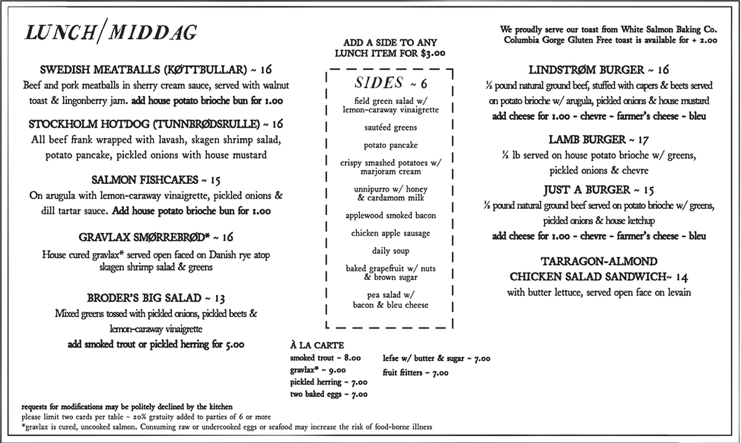 LUNCH/MIDDAG
SWEDISH MEATBALLS (KØTTBULLAR) ~ 16
Beef and pork meatballs in sherry cream sauce, served with walnut
toast & lingonberry jam. add house potato brioche bun for 1.00
STOCKHOLM HOTDOG (TUNNBRØDSRULLE) ~ 16
All beef frank wrapped with lavash, skagen shrimp salad,
potato pancake, pickled onions with house mustard
SALMON FISHCAKES ~ 15
On arugula with lemon-caraway vinaigrette, pickled onions &
dill tartar sauce. Add house potato brioche bun for 1.00
GRAVLAX SMØRREBRØD* ~ 16
House cured gravlax* served open faced on Danish rye atop
skagen shrimp salad & greens
BRODER'S BIG SALAD ~ 13
Mixed greens tossed with pickled onions, pickled beets &
lemon-caraway vinaigrette
add smoked trout or pickled herring for 5.00
ADD A SIDE TO ANY
LUNCH ITEM FOR $3.00
SIDES ~ 6
field green salad w/
lemon-caraway vinaigrette
sautéed greens
potato pancake
crispy smashed potatoes w/
marjoram cream
unnipurro w/ honey
& cardamom milk
applewood smoked bacon
chicken apple sausage
daily soup
baked grapefruit w/ nuts
& brown sugar
pea salad w/
bacon & bleu cheese
À LA CARTE
smoked trout ~ 8.00
gravlax* ~ 9.00
pickled herring ~ 7.00
two baked eggs ~ 7.00
lefse w/ butter & sugar ~ 7.00
fruit fritters ~ 7.00
We proudly serve our toast from White Salmon Baking Co.
Columbia Gorge Gluten Free toast is available for + 2.00
LINDSTRØM BURGER ~ 16
⅓ pound natural ground beef, stuffed with capers & beets served
on potato brioche w/ arugula, pickled onions & house mustard
add cheese for 1.00 - chevre - farmer's cheese - bleu
LAMB BURGER ~ 17
½ lb served on house potato brioche w/ greens,
pickled onions & chevre
JUST A BURGER ~ 15
⅓ pound natural ground beef served on potato brioche w/ greens,
pickled onions & house ketchup
add cheese for 1.00 - chevre - farmer's cheese - bleu
TARRAGON-ALMOND
CHICKEN SALAD SANDWICH~ 14
with butter lettuce, served open face on levain
requests for modifications may be politely declined by the kitchen
please limit two cards per table ~ 20% gratuity added to parties of 6 or more
*gravlax is cured, uncooked salmon. Consuming raw or undercooked eggs or seafood may increase the risk of food-borne illness